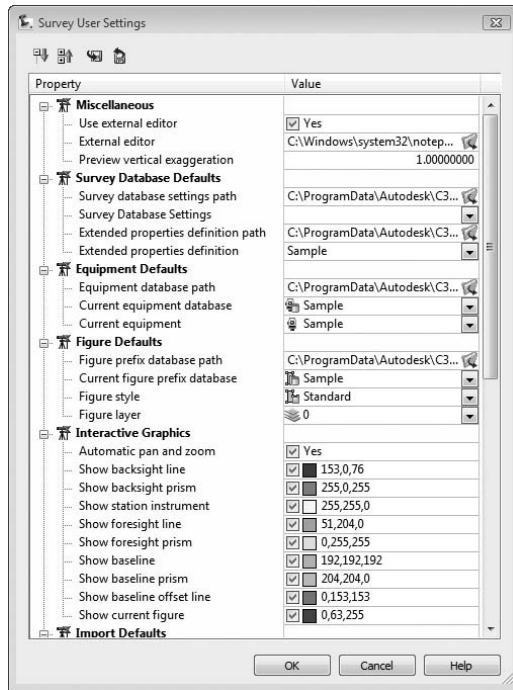 Survey User Settings
Property Value
Miscellaneous
Use external editor Yes
External editor C:\Windows\system32\notep...
Preview vertical exaggeration 1.00000000
Survey Database Defaults
Survey database settings path C:\ProgramData\Autodesk\C3...
Survey Database Settings
Extended properties definition path C:\ProgramData\Autodesk\C3...
Extended properties definition Sample
Equipment Defaults
Equipment database path C:\ProgramData\Autodesk\C3...
Current equipment database Sample
Current equipment Sample
Figure Defaults
Figure prefix database path C:\ProgramData\Autodesk\C3...
Current figure prefix database Sample
Figure style Standard
Figure layer 0
Interactive Graphics
Automatic pan and zoom Yes
Show backsight line 153,0,76
Show backsight prism 255,0,255
Show station instrument 255,255,0
Show foresight line 51,204,0
Show foresight prism 0,255,255
Show baseline 192,192,192
Show baseline prism 204,204,0
Show baseline offset line 0,153,153
Show current figure 0,63,255
Import Defaults
OK Cancel Help